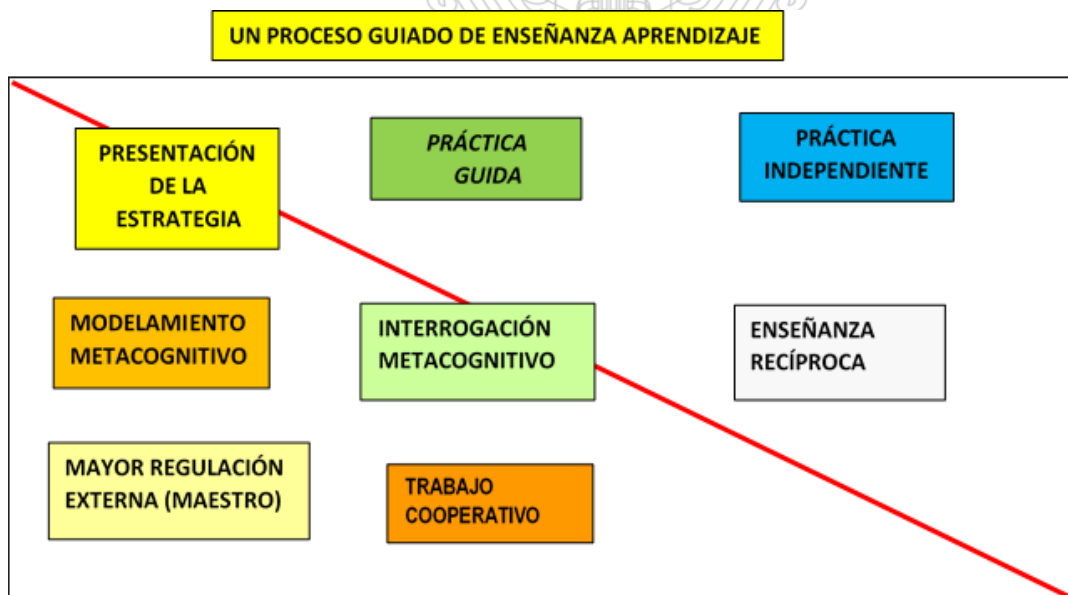 UN PROCESO GUIADO DE ENSEÑANZA APRENDIZAJE
PRESENTACIÓN
DE LA
ESTRATEGIA
PRÁCTICA
GUIDA
PRÁCTICA
INDEPENDIENTE
MODELAMIENTO
METACOGNITIVO
INTERROGACIÓN
METACOGNITIVO
ENSEÑANZA
RECÍPROCA
MAYOR REGULACIÓN
EXTERNA (MAESTRO)
TRABAJO
COOPERATIVO